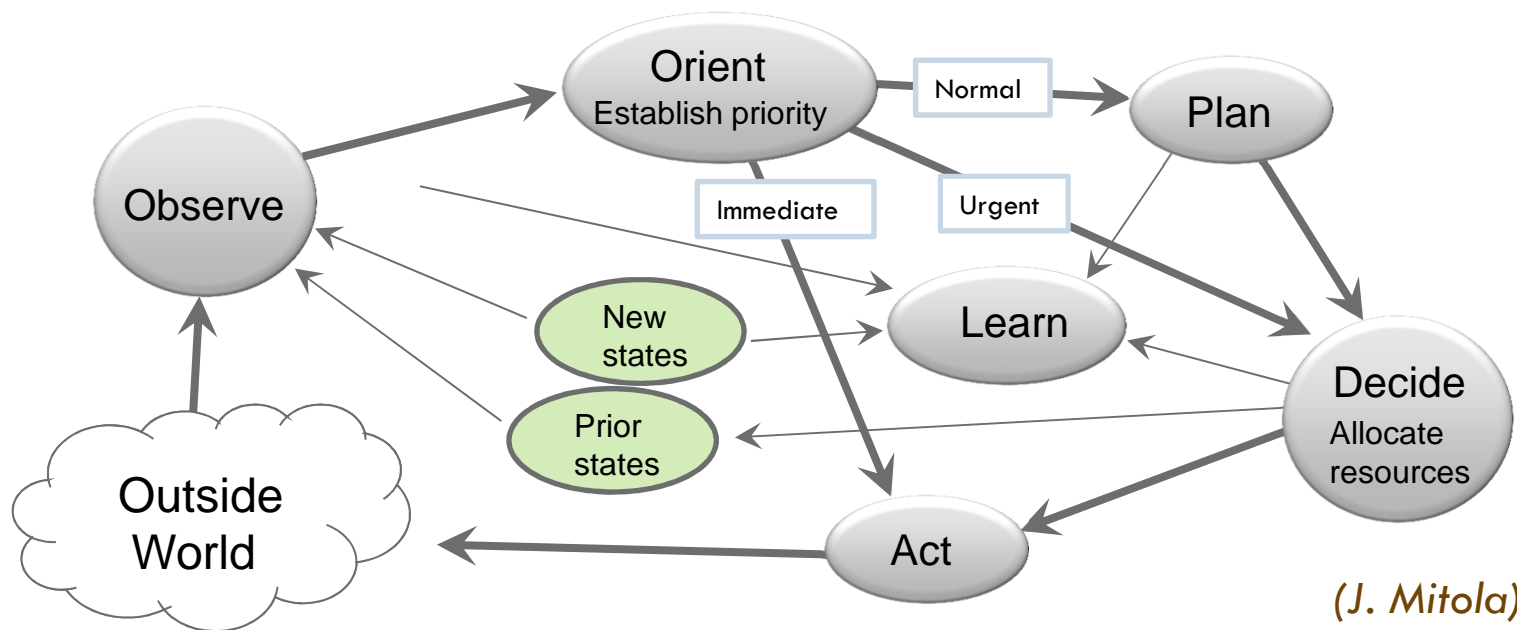 Orient
Establish priority
Normal
Plan
Observe
Immediate
Urgent
New
states
Learn
Decide
Allocate
resources
Prior
states
Outside
World
Act
(J. Mitola)